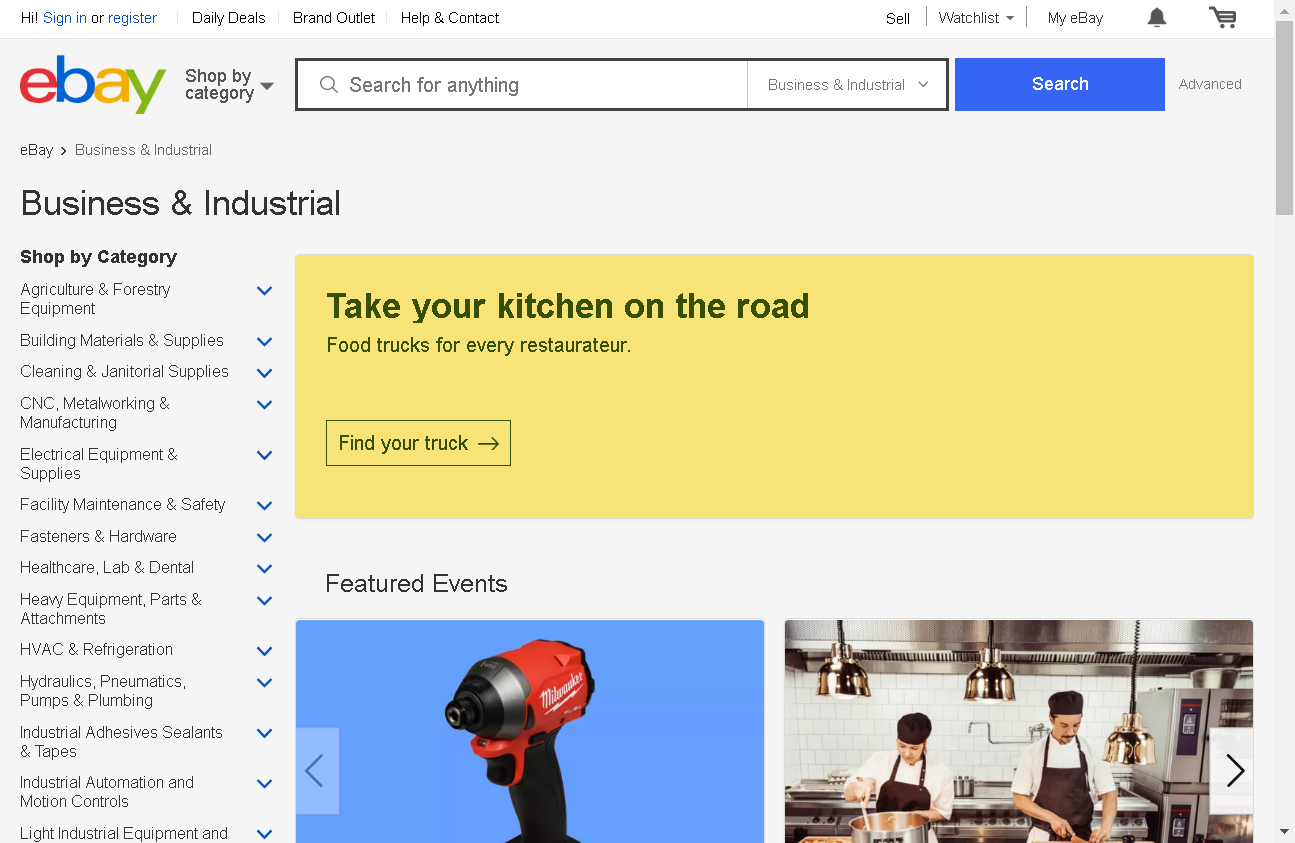 Hi! Sign in or register
Daily Deals
Brand Outlet
Help & Contact
Sell
Watchlist
My eBay
ebay
Shop by
category
Search for anything
Business & Industrial
Search
Advanced
eBay
Business & Industrial
Business & Industrial
Shop by Category
Agriculture & Forestry
Equipment
Building Materials & Supplies
Cleaning & Janitorial Supplies
CNC, Metalworking &
Manufacturing
Electrical Equipment &
Supplies
Facility Maintenance & Safety
Fasteners & Hardware
Healthcare, Lab & Dental
Heavy Equipment, Parts &
Attachments
HVAC & Refrigeration
Hydraulics, Pneumatics,
Pumps & Plumbing
Industrial Adhesives Sealants
& Tapes
Industrial Automation and
Motion Controls
Light Industrial Equipment and
Take your kitchen on the road
Food trucks for every restaurateur.
Find your truck
Featured Events
Milwaukee